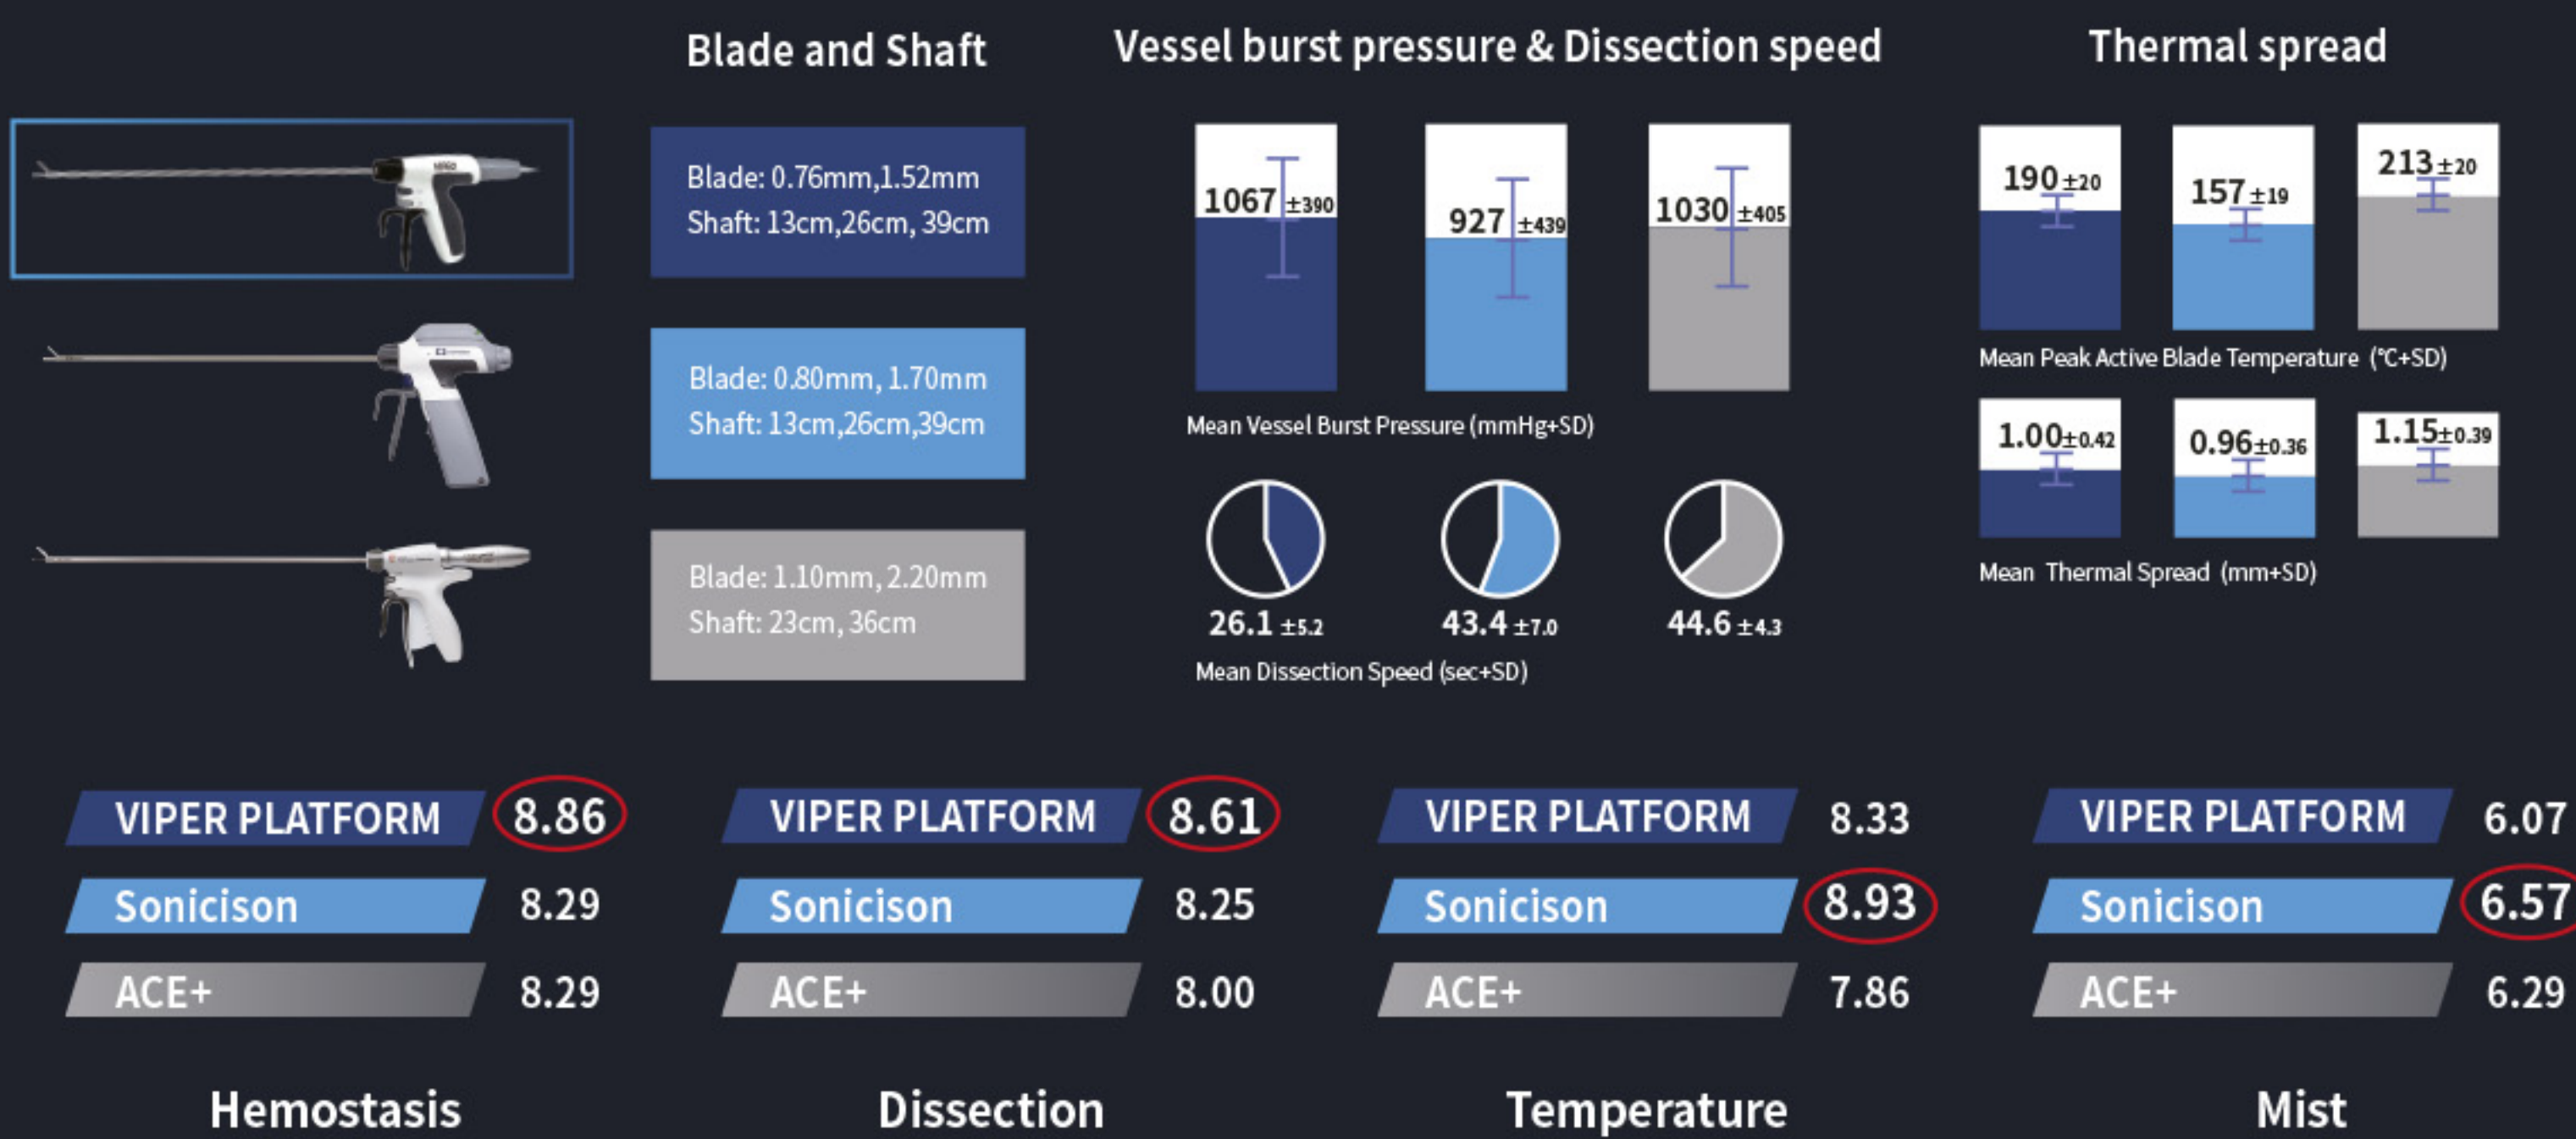 Blade and Shaft
Vessel burst pressure & Dissection speed
Thermal spread
Blade: 0.76mm,1.52mm
Shaft: 13cm,26cm, 39cm
Blade: 0.80mm, 1.70mm
Shaft: 13cm,26cm,39cm
Blade: 1.10mm, 2.20mm
Shaft: 23cm, 36cm
1067 ±390
927 ±439
1030 ±405
Mean Vessel Burst Pressure (mmHg+SD)
26.1 ±5.2
43.4 ±7.0
44.6 ±4.3
Mean Dissection Speed (sec+SD)
190 ±20
157 ±19
213 ±20
Mean Peak Active Blade Temperature (°C+SD)
1.00±0.42
0.96±0.36
1.15±0.39
Mean Thermal Spread (mm+SD)
VIPER PLATFORM 8.86
Sonicison 8.29
ACE+ 8.29
Hemostasis
VIPER PLATFORM 8.61
Sonicison 8.25
ACE+ 8.00
Dissection
VIPER PLATFORM 8.33
Sonicison 8.93
ACE+ 7.86
Temperature
VIPER PLATFORM 6.07
Sonicison 6.57
ACE+ 6.29
Mist